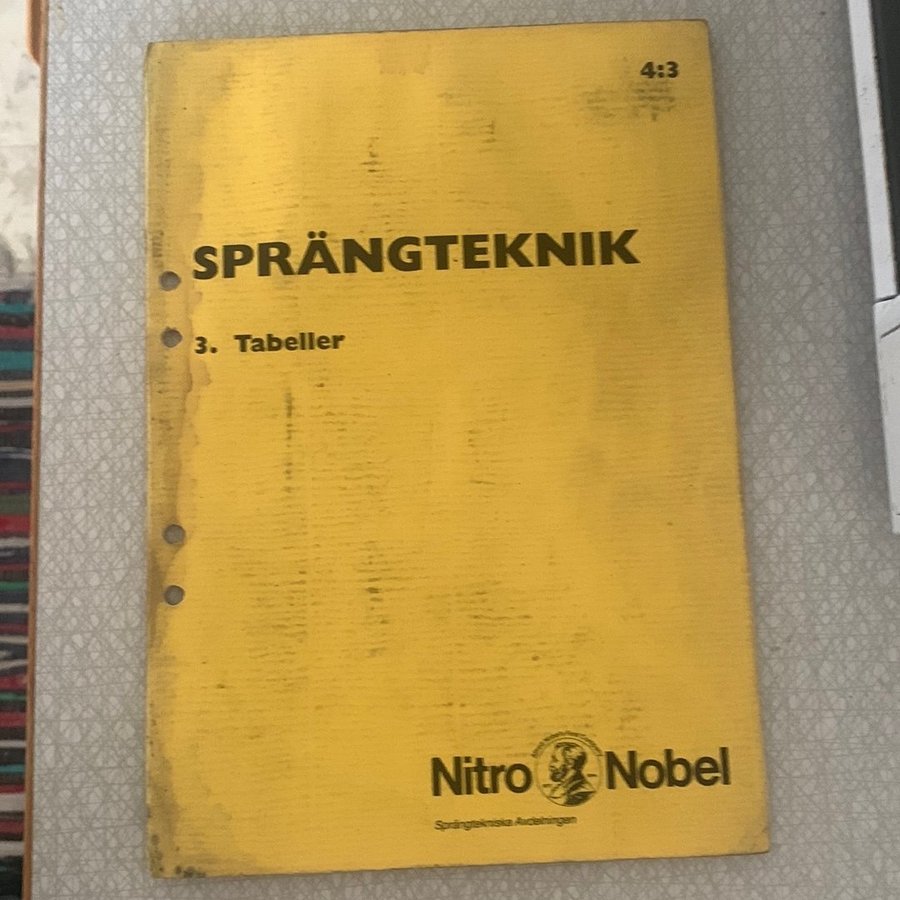 4:3
SPRÄNGTEKNIK
3. Tabeller
Nitro Nobel
Sprängtekniska Avdelningen